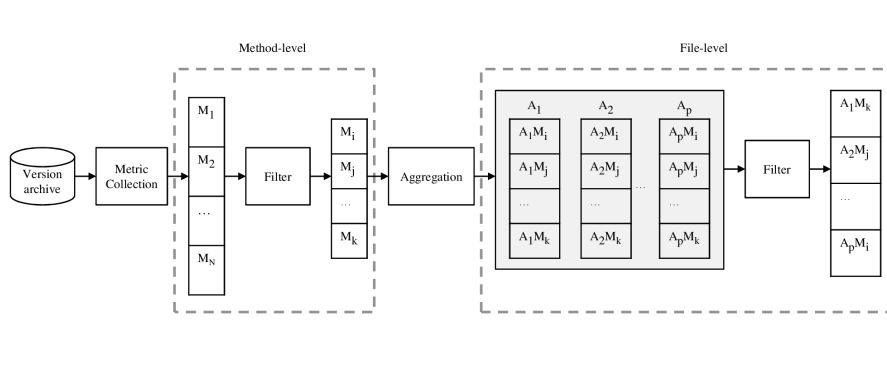 Method-level
File-level
Version
archive
Metric
Collection
M1
M2
...
MN
Filter
Mi
Mj
...
Mk
Aggregation
A1
A1Mi
A1Mj
...
A1Mk
A2
A2Mi
A2Mj
...
A2Mk
...
Ap
ApMi
ApMj
...
ApMk
Filter
A1Mk
A2Mj
...
ApMi